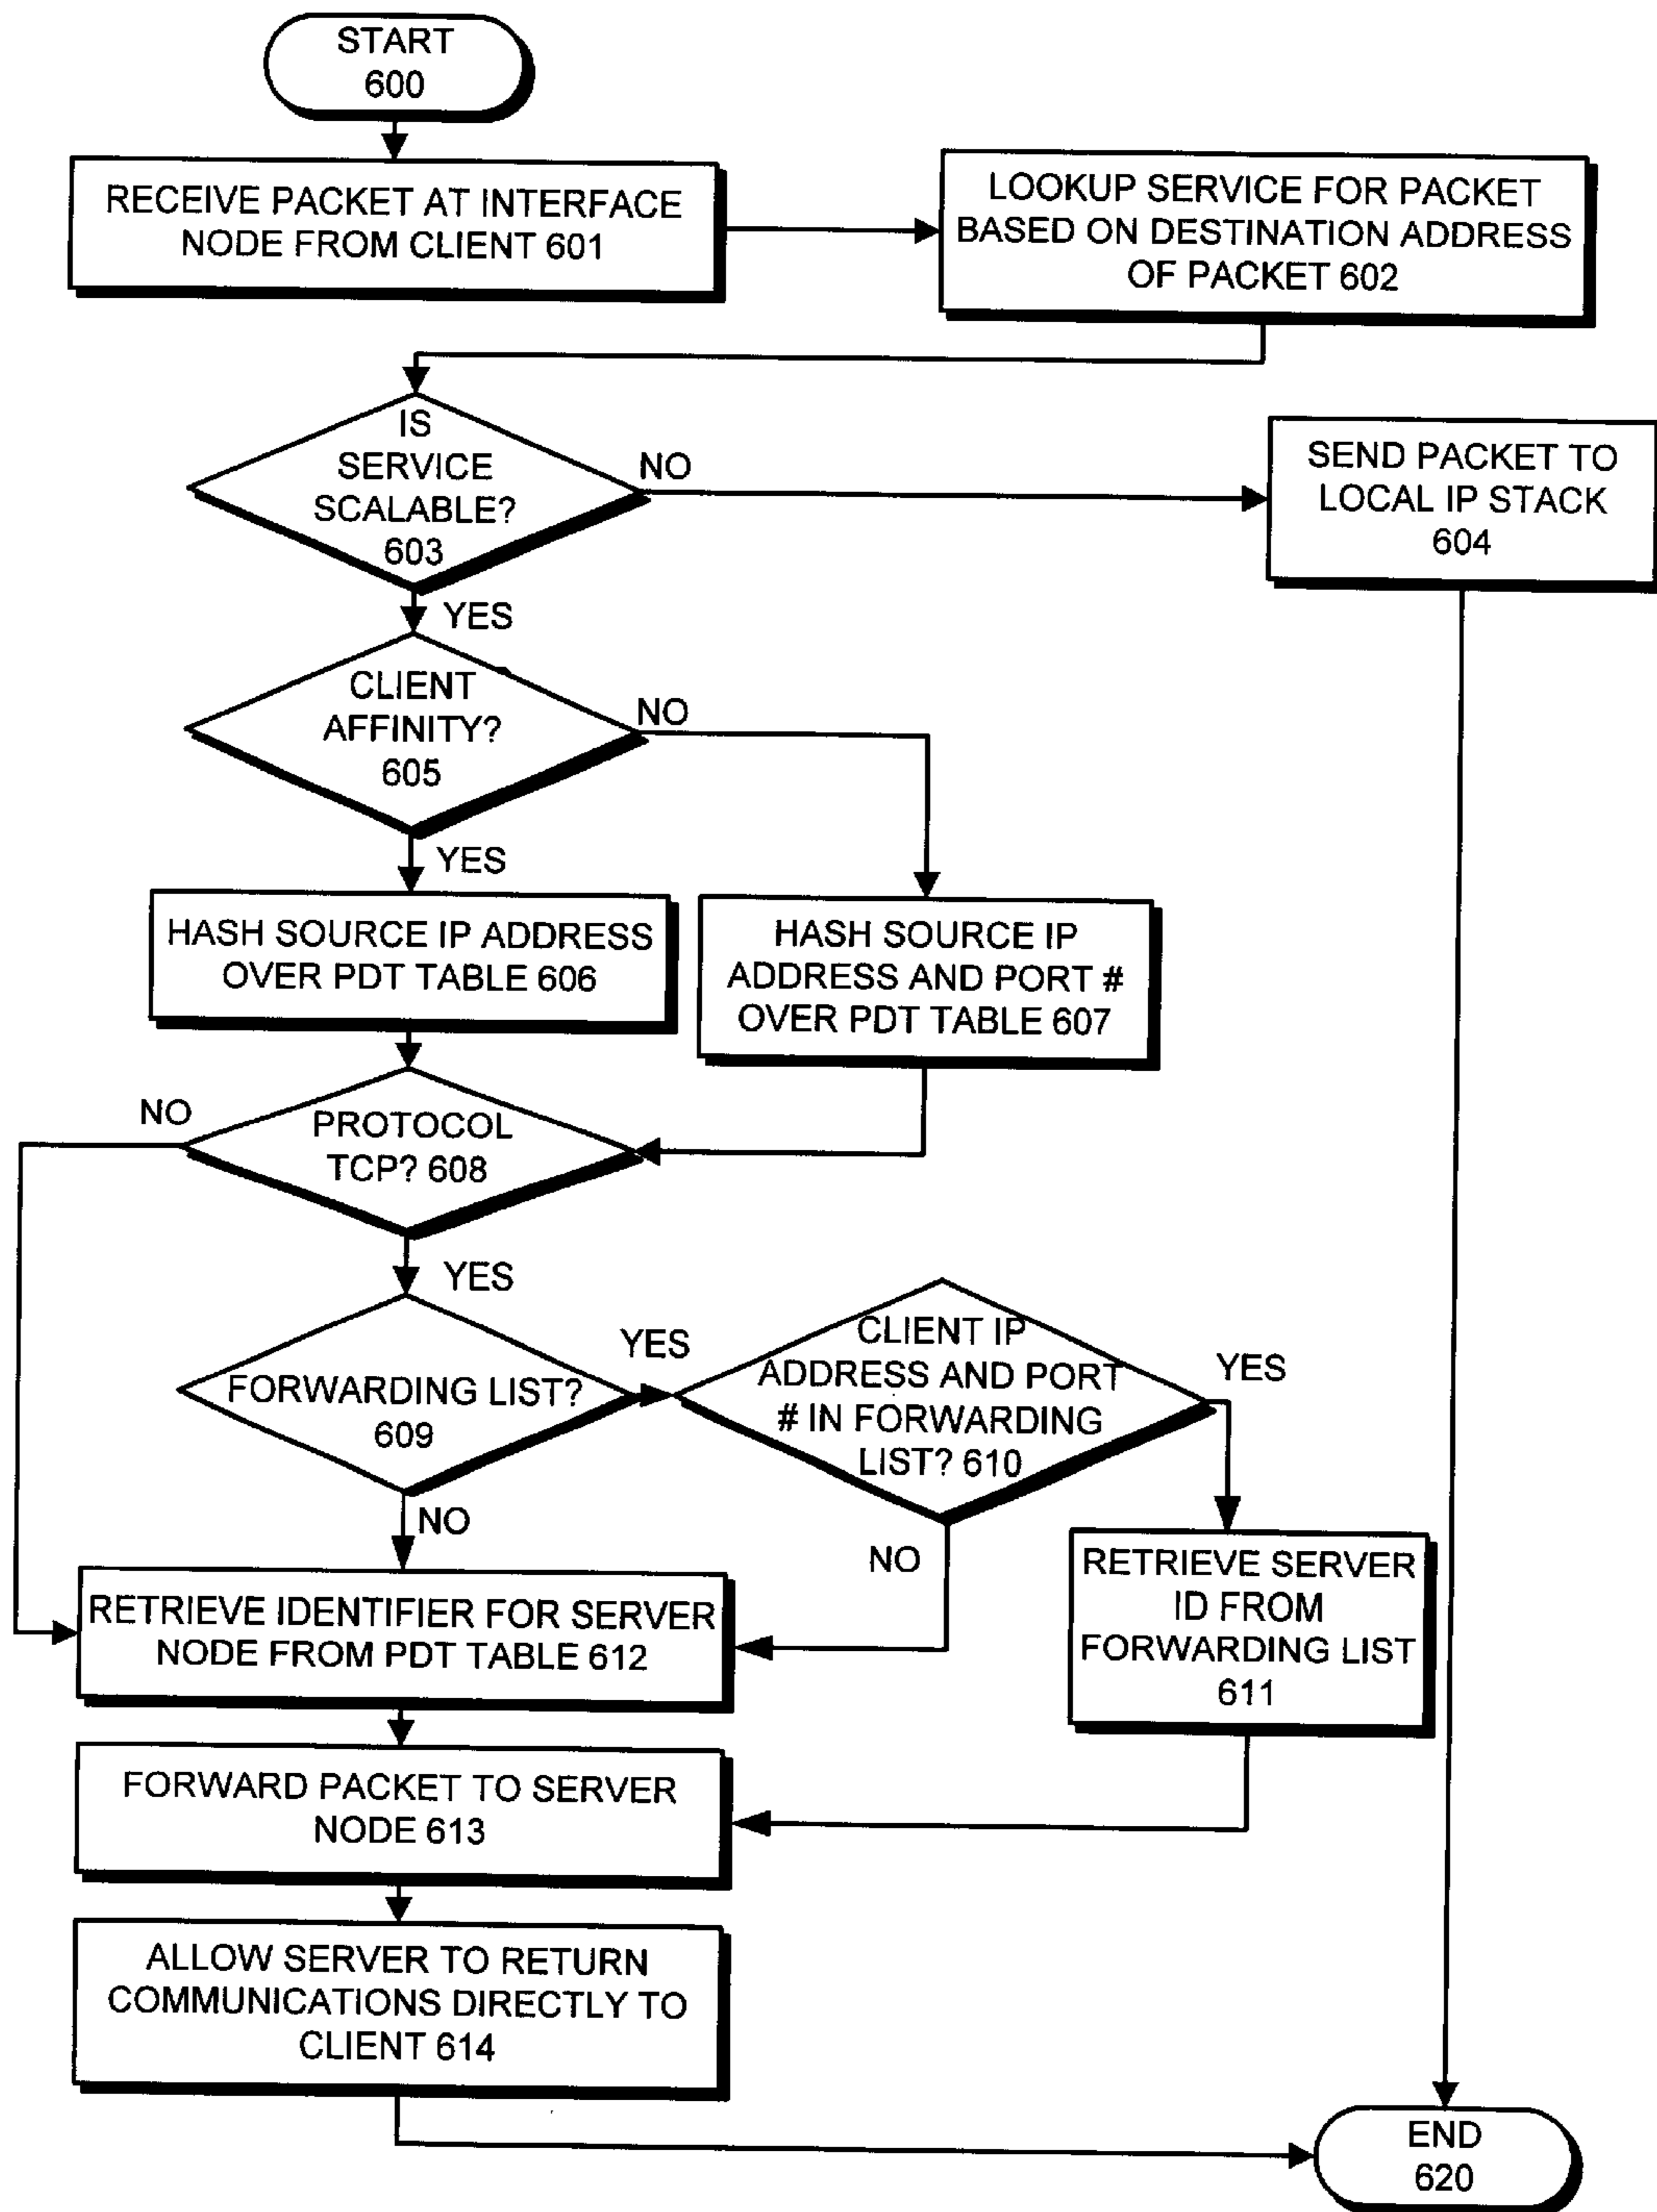 START
600
RECEIVE PACKET AT INTERFACE
NODE FROM CLIENT 601
LOOKUP SERVICE FOR PACKET
BASED ON DESTINATION ADDRESS
OF PACKET 602
IS
SERVICE
SCALABLE?
603
NO
SEND PACKET TO
LOCAL IP STACK
604
YES
CLIENT
AFFINITY?
605
NO
YES
HASH SOURCE IP ADDRESS
OVER PDT TABLE 606
HASH SOURCE IP
ADDRESS AND PORT #
OVER PDT TABLE 607
NO
PROTOCOL
TCP? 608
YES
FORWARDING LIST?
609
YES
CLIENT IP
ADDRESS AND PORT
# IN FORWARDING
LIST? 610
YES
NO
NO
RETRIEVE SERVER
ID FROM
FORWARDING LIST
611
RETRIEVE IDENTIFIER FOR SERVER
NODE FROM PDT TABLE 612
FORWARD PACKET TO SERVER
NODE 613
ALLOW SERVER TO RETURN
COMMUNICATIONS DIRECTLY TO
CLIENT 614
END
620